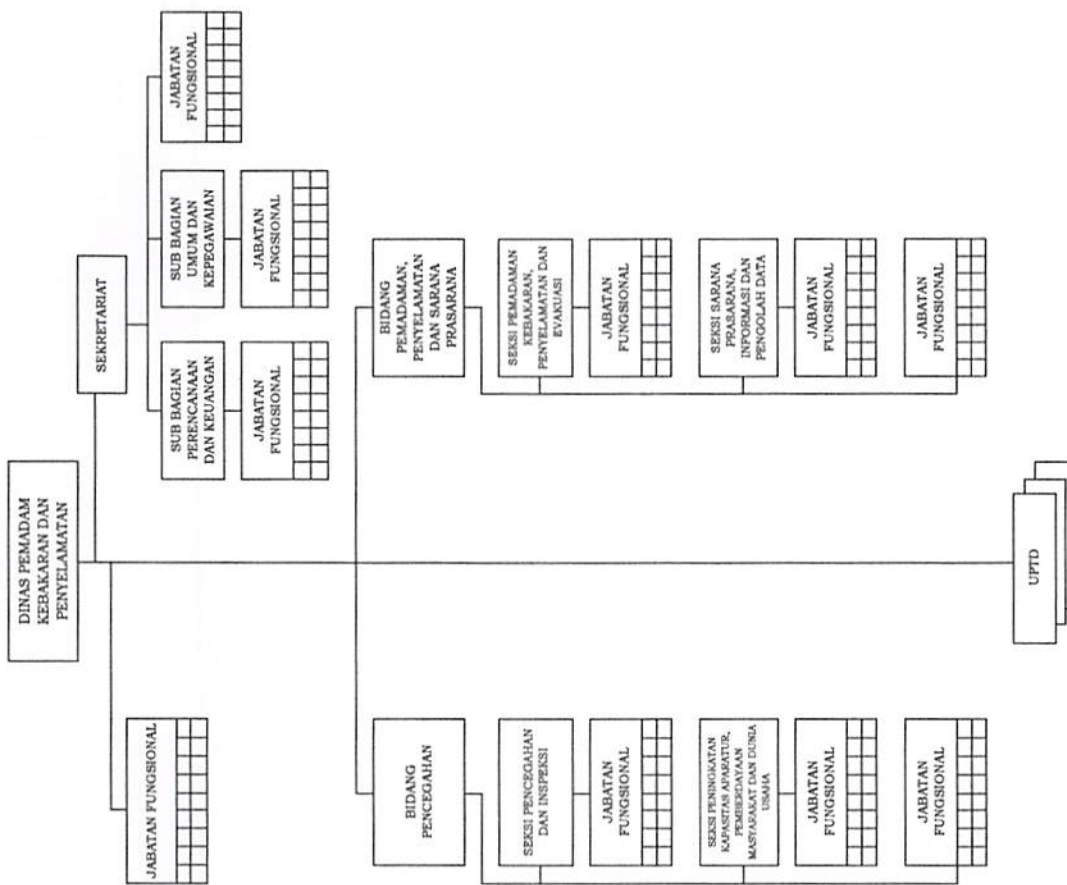 DINAS PEMADAM
KEBAKARAN DAN
PENYELAMATAN
JABATAN FUNGSIONAL
SEKRETARIAT
SUB BAGIAN
PERENCANAAN
DAN KEUANGAN
JABATAN
FUNGSIONAL
SUB BAGIAN
UMUM DAN
KEPEGAWAIAN
JABATAN
FUNGSIONAL
JABATAN
FUNGSIONAL
BIDANG
PENCEGAHAN
SEKSI PENCEGAHAN
DAN INSPEKSI
JABATAN
FUNGSIONAL
SEKSI PENINGKATAN
KAPASITAS APARATUR,
PEMBERDAYAAN
MASYARAKAT DAN DUNIA
USAHA
JABATAN
FUNGSIONAL
JABATAN
FUNGSIONAL
BIDANG
PEMADAMAN,
PENYELAMATAN
DAN SARANA
PRASARANA
SEKSI PEMADAMAN
KEBAKARAN,
PENYELAMATAN DAN
EVAKUASI
JABATAN
FUNGSIONAL
SEKSI SARANA
PRASARANA,
INFORMASI DAN
PENGOLAH DATA
JABATAN
FUNGSIONAL
JABATAN
FUNGSIONAL
UPTD